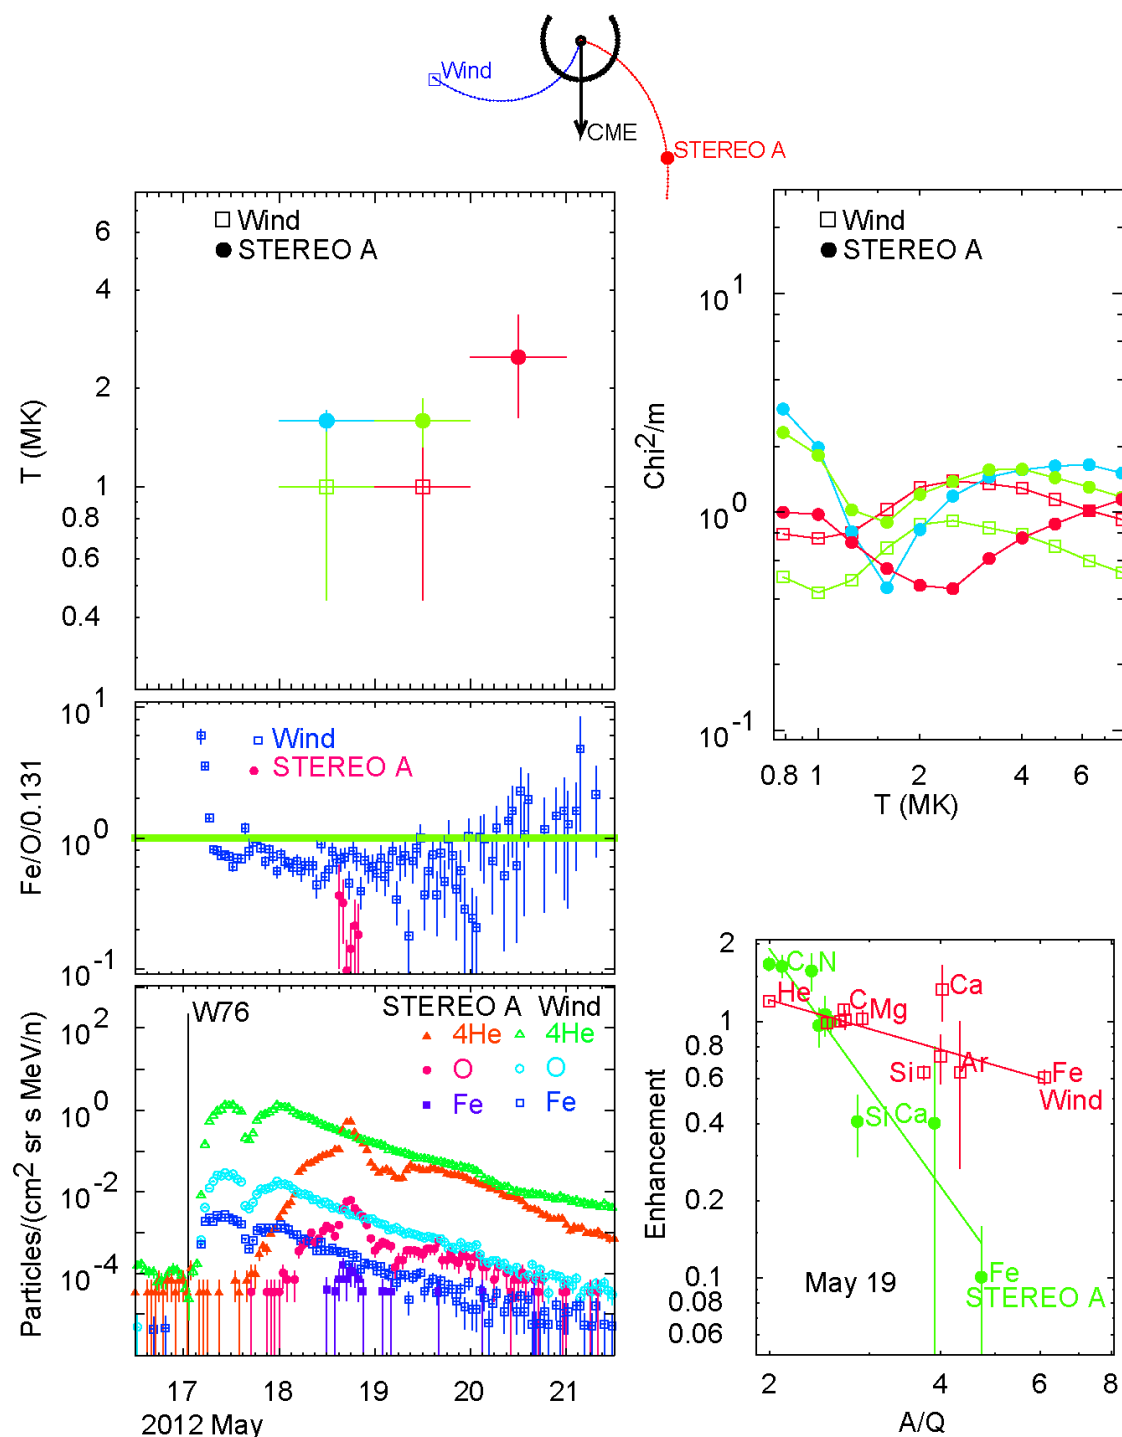 Wind
CME
STEREO A
Wind
STEREO A
6
4
2
1
0.8
0.6
0.4
T (MK)
Wind
STEREO A
10^1
10^0
10^-1
Chi^2/m
0.8 1 2 4 6
T (MK)
Wind
STEREO A
10^1
10^0
10^-1
Fe/O/0.131
W76
STEREO A Wind
4He 4He
O O
Fe Fe
10^2
10^0
10^-2
10^-4
Particles/(cm^2 sr s MeV/n)
17 18 19 20 21
2012 May
2
1
0.8
0.6
0.4
0.2
0.1
0.08
0.06
Enhancement
C N
He
C Mg
Ca
Si Ar
Fe
Wind
Si Ca
Fe
STEREO A
May 19
2 4 6 8
A/Q